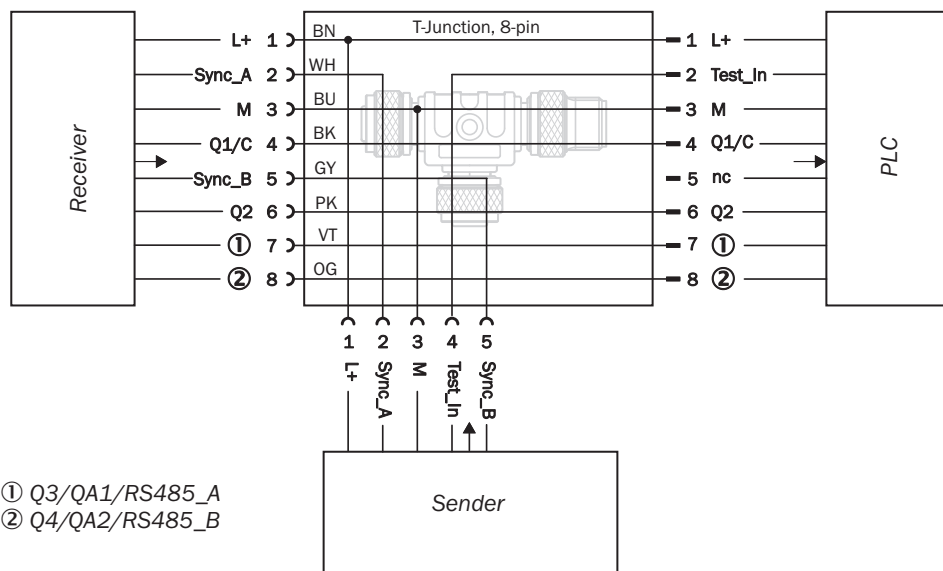 T-Junction, 8-pin
L+ 1 BN 1 L+
Sync_A 2 WH 2 Test_In
M 3 BU 3 M
Q1/C 4 BK 4 Q1/C
Sync_B 5 GY 5 nc
Q2 6 PK 6 Q2
① 7 VT 7 ①
② 8 OG 8 ②
Receiver
PLC
1 2 3 4 5
L+ Sync_A M Test_In Sync_B
Sender
① Q3/QA1/RS485_A
② Q4/QA2/RS485_B